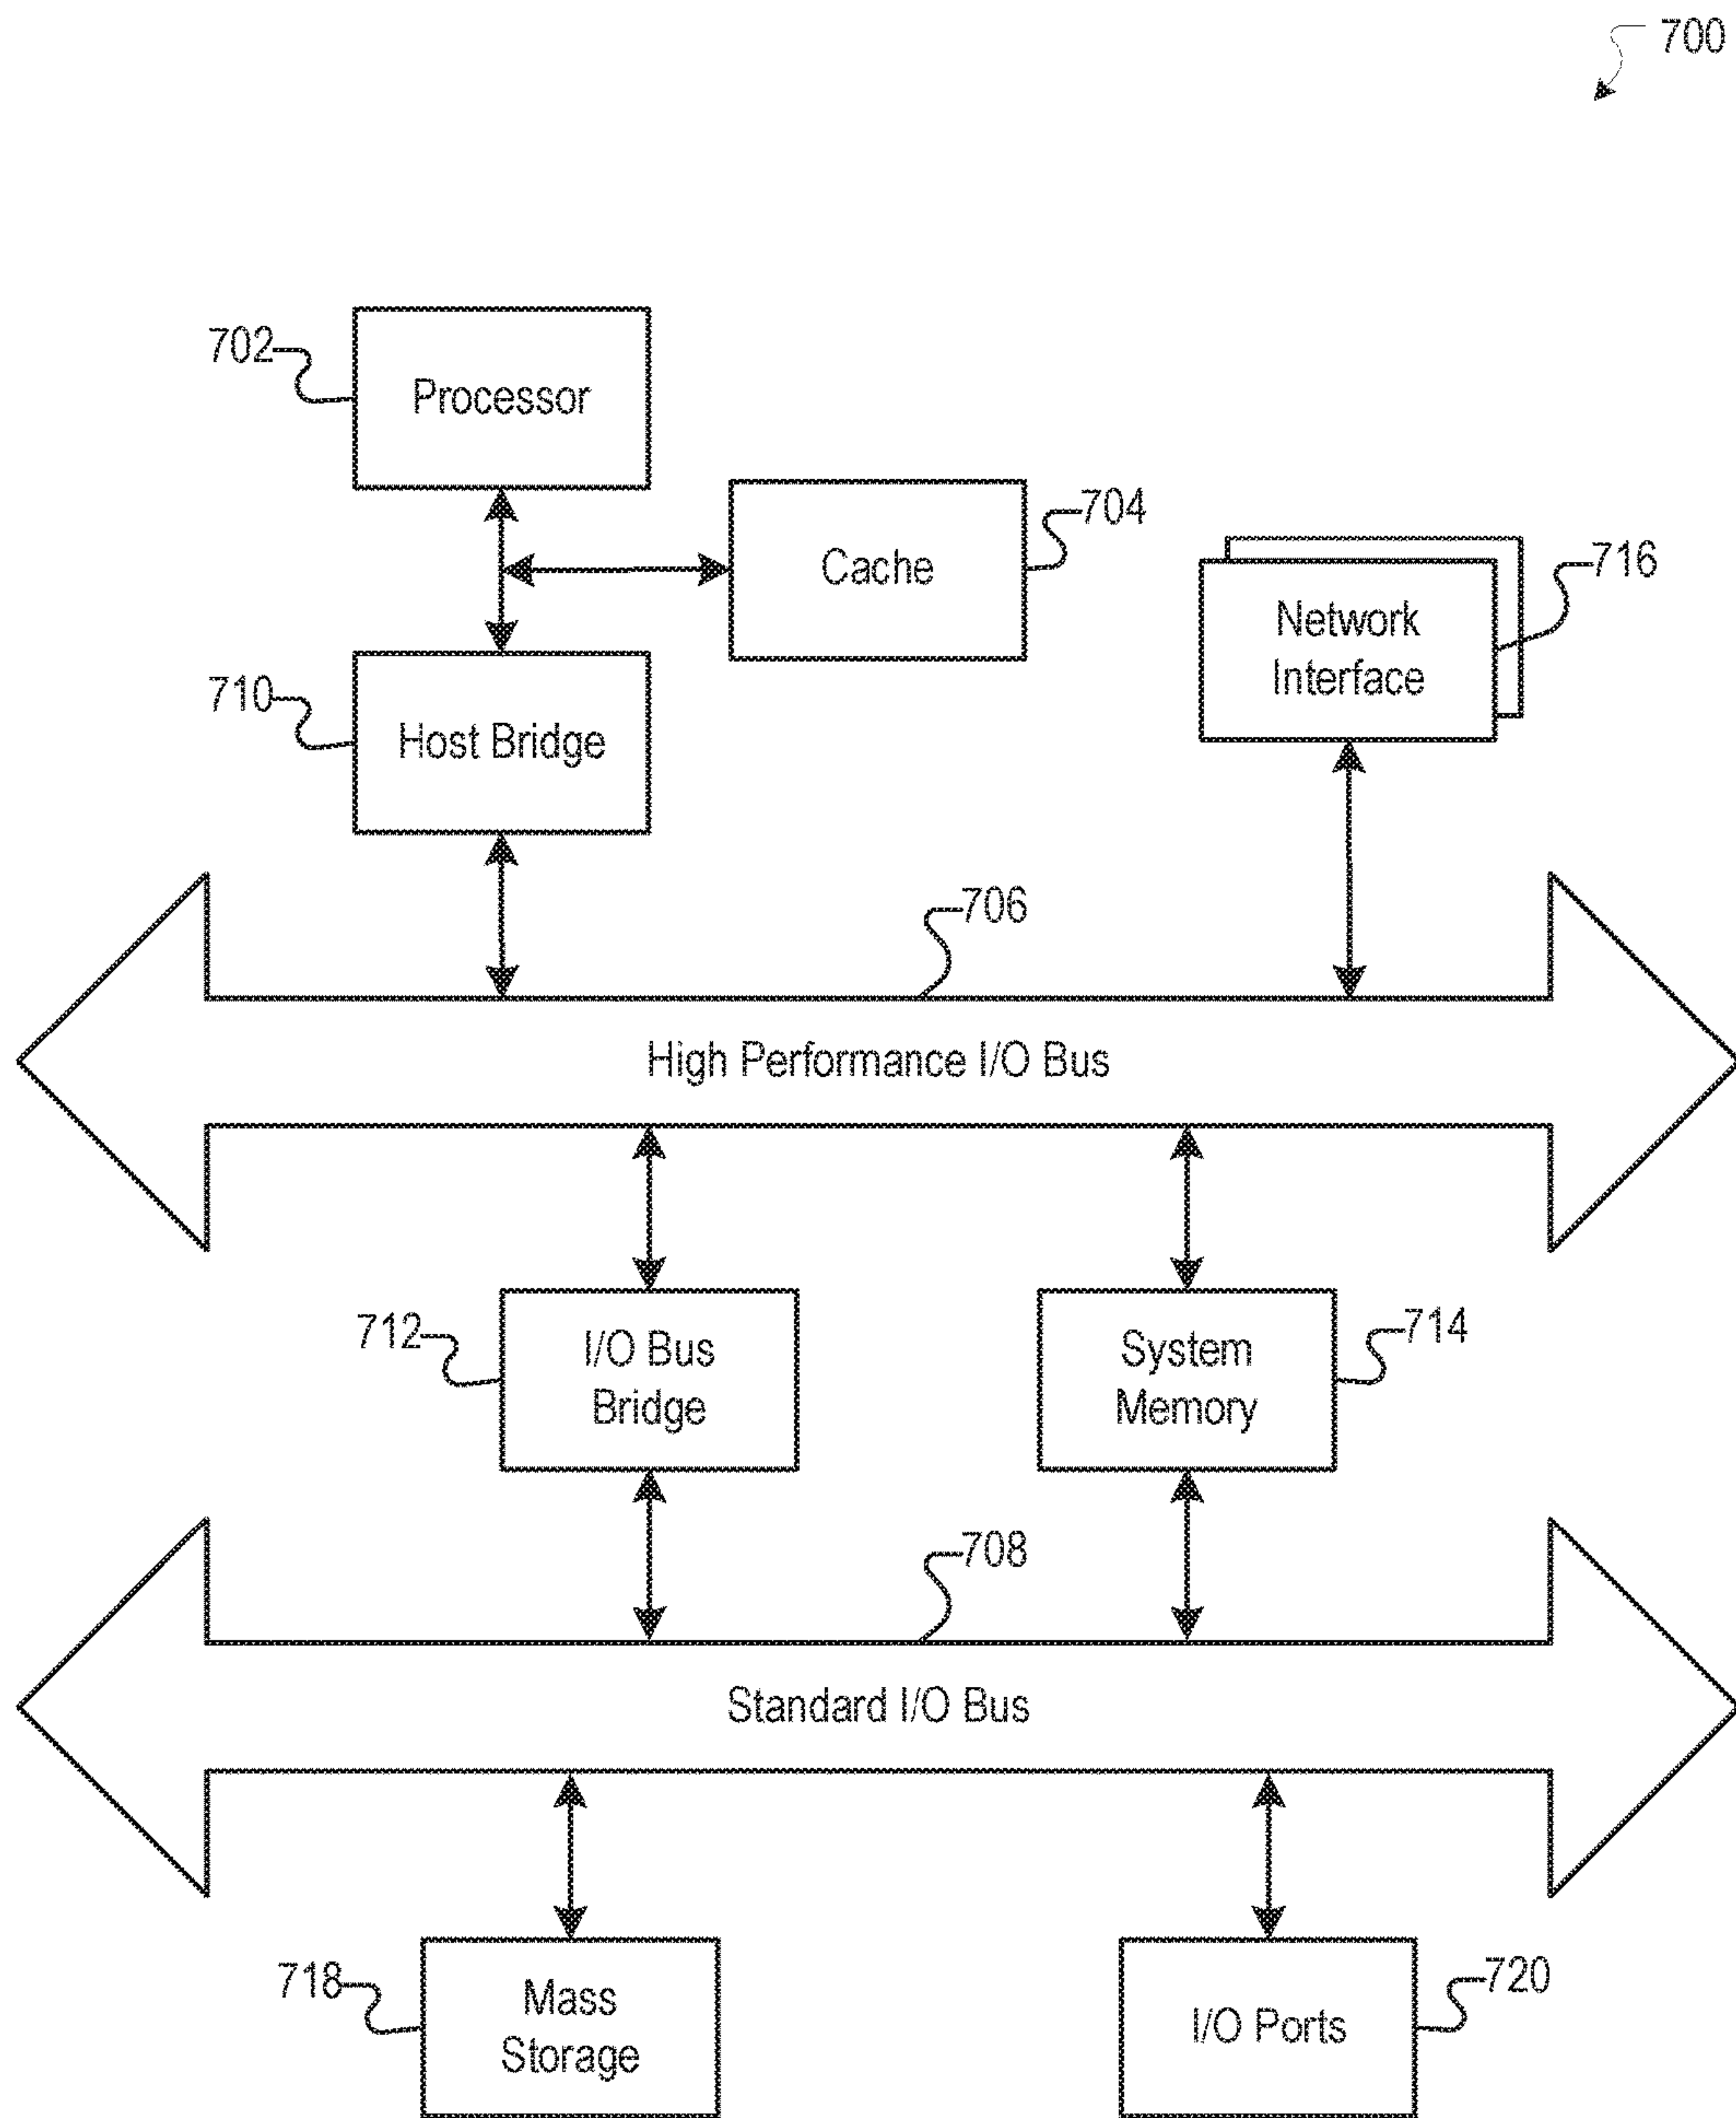 700
702
Processor
704
Cache
716
Network
Interface
710
Host Bridge
706
High Performance I/O Bus
712
I/O Bus
Bridge
714
System
Memory
708
Standard I/O Bus
718
Mass
Storage
720
I/O Ports